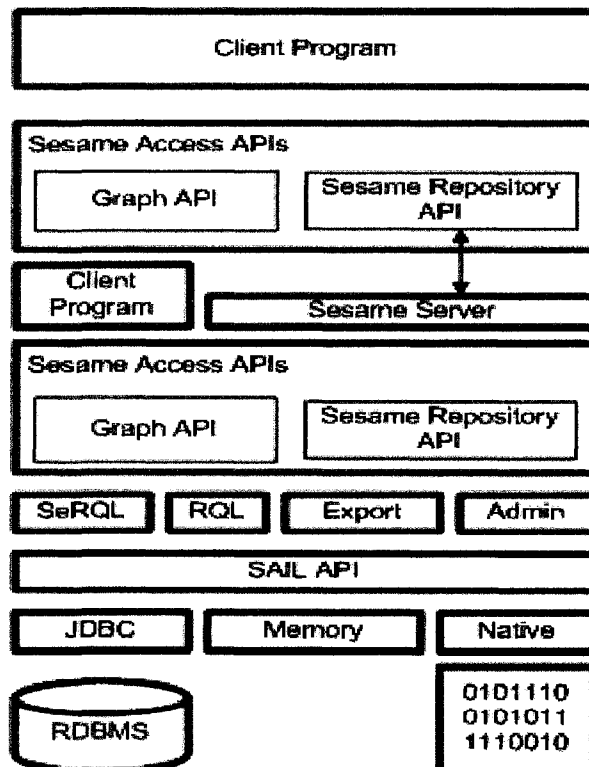 Client Program
Sesame Access APIs
Graph API
Sesame Repository
API
Client
Program
Sesame Server
Sesame Access APIs
Graph API
Sesame Repository
API
SeRQL
RQL
Export
Admin
SAIL API
JDBC
Memory
Native
RDBMS
0101110
0101011
1110010